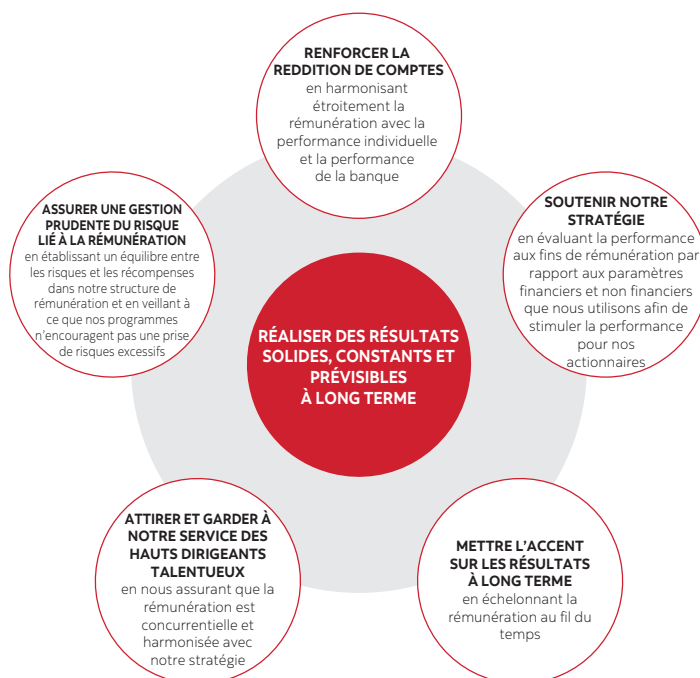 RENFORCER LA
REDDITION DE COMPTES
en harmonisant
étroitement la
rémunération avec la
performance individuelle
et la performance
de la banque
ASSURER UNE GESTION
PRUDENTE DU RISQUE
LIÉ À LA RÉMUNÉRATION
en établissant un équilibre entre
les risques et les récompenses
dans notre structure de
rémunération et en veillant à
ce que nos programmes
n'encouragent pas une prise
de risques excessifs
SOUTENIR NOTRE
STRATÉGIE
en évaluant la performance
aux fins de rémunération par
rapport aux paramètres
financiers et non financiers
que nous utilisons afin de
stimuler la performance
pour nos
actionnaires
RÉALISER DES RÉSULTATS
SOLIDES, CONSTANTS ET
PRÉVISIBLES
À LONG TERME
ATTIRER ET GARDER À
NOTRE SERVICE DES
HAUTS DIRIGEANTS
TALENTUEUX
en nous assurant que la
rémunération est
concurrentielle et
harmonisée avec
notre stratégie
METTRE L'ACCENT
SUR LES RÉSULTATS
À LONG TERME
en échelonnant la
rémunération au fil du
temps